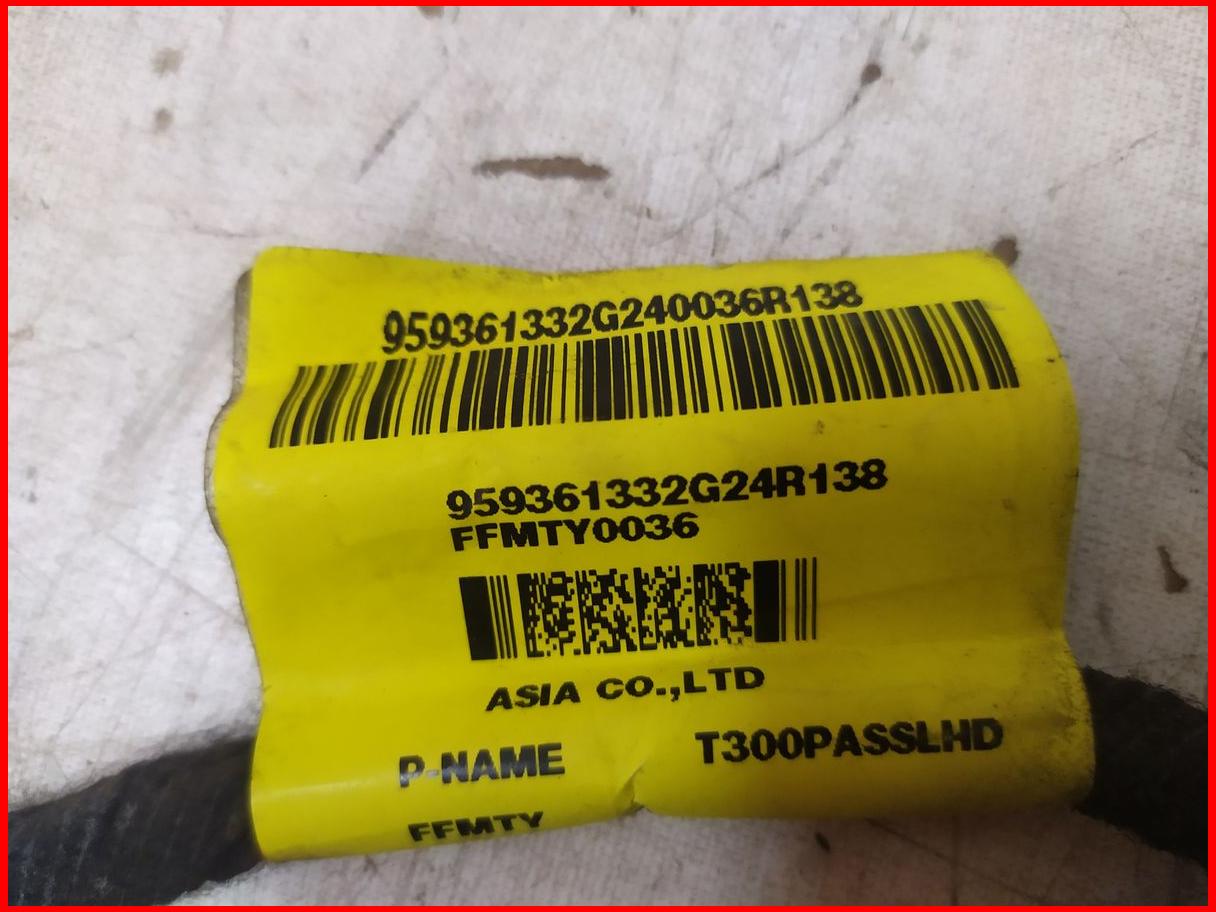 959361332G240036R138
959361332G24R138
FFMTY0036
ASIA CO.,LTD
P-NAME T300PASSLHD
FFMTY